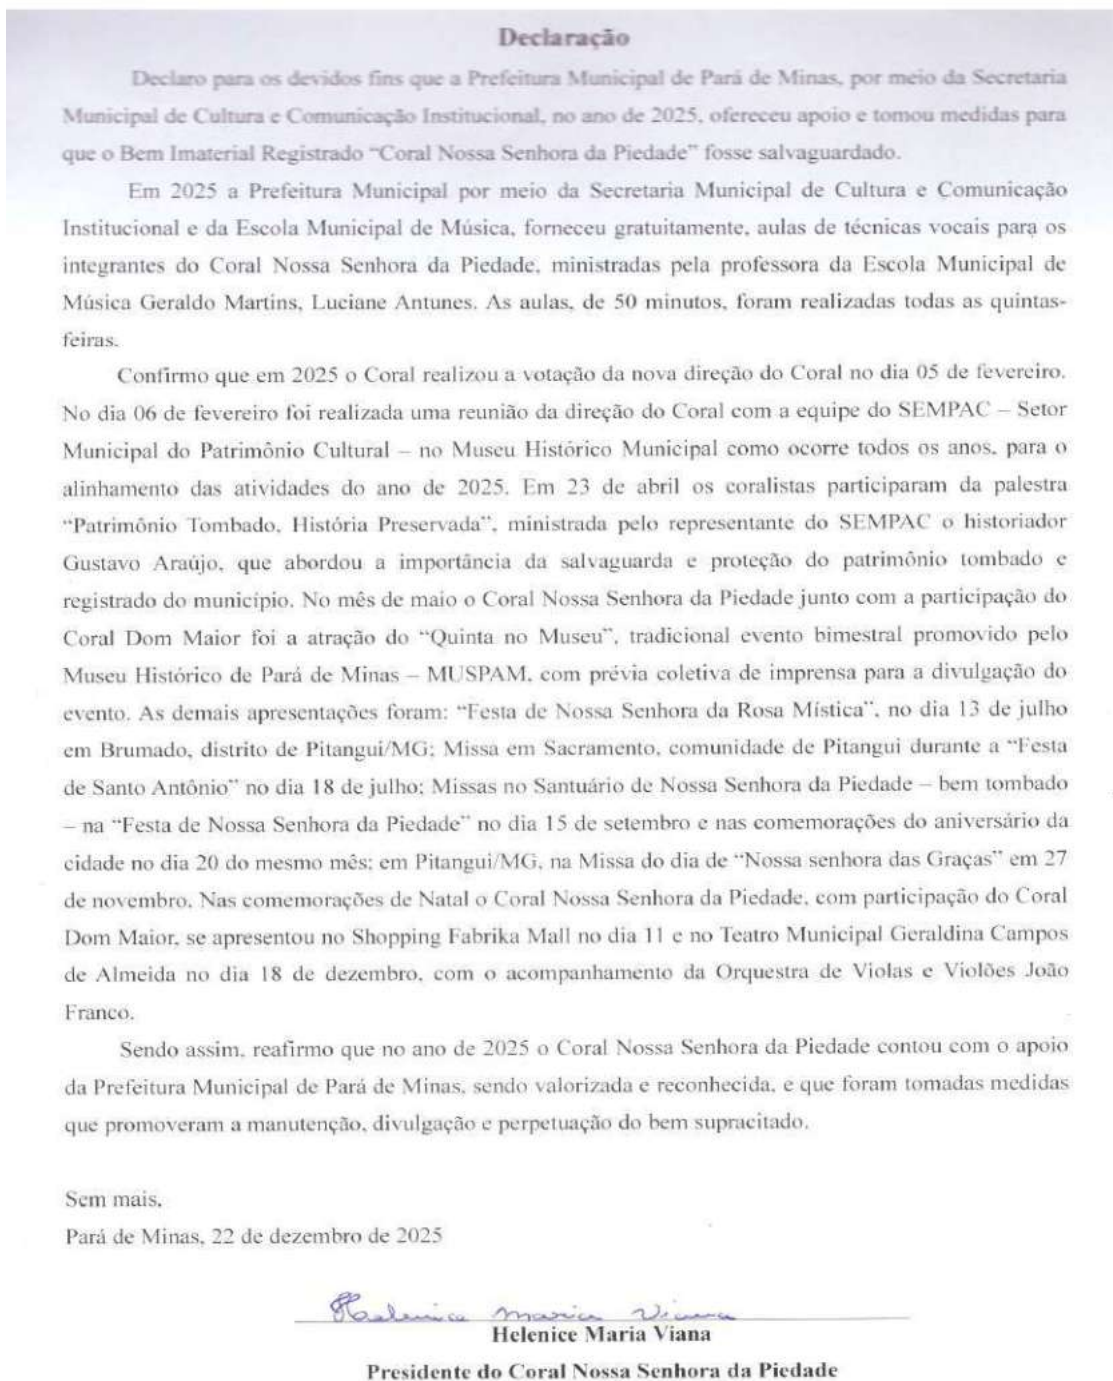 Declaração
Declaro para os devidos fins que a Prefeitura Municipal de Pará de Minas, por meio da Secretaria
Municipal de Cultura e Comunicação Institucional, no ano de 2025, ofereceu apoio e tomou medidas para
que o Bem Imaterial Registrado “Coral Nossa Senhora da Piedade” fosse salvaguardado.
Em 2025 a Prefeitura Municipal por meio da Secretaria Municipal de Cultura e Comunicação
Institucional e da Escola Municipal de Música, forneceu gratuitamente, aulas de técnicas vocais para os
integrantes do Coral Nossa Senhora da Piedade, ministradas pela professora da Escola Municipal de
Música Geraldo Martins, Luciane Antunes. As aulas, de 50 minutos, foram realizadas todas as quintas-
feiras.
Confirmo que em 2025 o Coral realizou a votação da nova direção do Coral no dia 05 de fevereiro.
No dia 06 de fevereiro foi realizada uma reunião da direção do Coral com a equipe do SEMPAC – Setor
Municipal do Patrimônio Cultural – no Museu Histórico Municipal como ocorre todos os anos, para o
alinhamento das atividades do ano de 2025. Em 23 de abril os coralistas participaram da palestra
“Patrimônio Tombado, História Preservada”, ministrada pelo representante do SEMPAC o historiador
Gustavo Araújo, que abordou a importância da salvaguarda e proteção do patrimônio tombado e
registrado do município. No mês de maio o Coral Nossa Senhora da Piedade junto com a participação do
Coral Dom Maior foi a atração do “Quinta no Museu”, tradicional evento bimestral promovido pelo
Museu Histórico de Pará de Minas – MUSPAM, com prévia coletiva de imprensa para a divulgação do
evento. As demais apresentações foram: “Festa de Nossa Senhora da Rosa Mística”, no dia 13 de julho
em Brumado, distrito de Pitangui/MG; Missa em Sacramento, comunidade de Pitangui durante a “Festa
de Santo Antônio” no dia 18 de julho; Missas no Santuário de Nossa Senhora da Piedade – bem tombado
– na “Festa de Nossa Senhora da Piedade” no dia 15 de setembro e nas comemorações do aniversário da
cidade no dia 20 do mesmo mês; em Pitangui/MG, na Missa do dia de “Nossa senhora das Graças” em 27
de novembro. Nas comemorações de Natal o Coral Nossa Senhora da Piedade, com participação do Coral
Dom Maior, se apresentou no Shopping Fabrika Mall no dia 11 e no Teatro Municipal Geraldina Campos
de Almeida no dia 18 de dezembro, com o acompanhamento da Orquestra de Violas e Violões João
Franco.
Sendo assim, reafirmo que no ano de 2025 o Coral Nossa Senhora da Piedade contou com o apoio
da Prefeitura Municipal de Pará de Minas, sendo valorizada e reconhecida, e que foram tomadas medidas
que promoveram a manutenção, divulgação e perpetuação do bem supracitado.
Sem mais,
Pará de Minas, 22 de dezembro de 2025
Helenice Maria Viana
Helenice Maria Viana
Presidente do Coral Nossa Senhora da Piedade